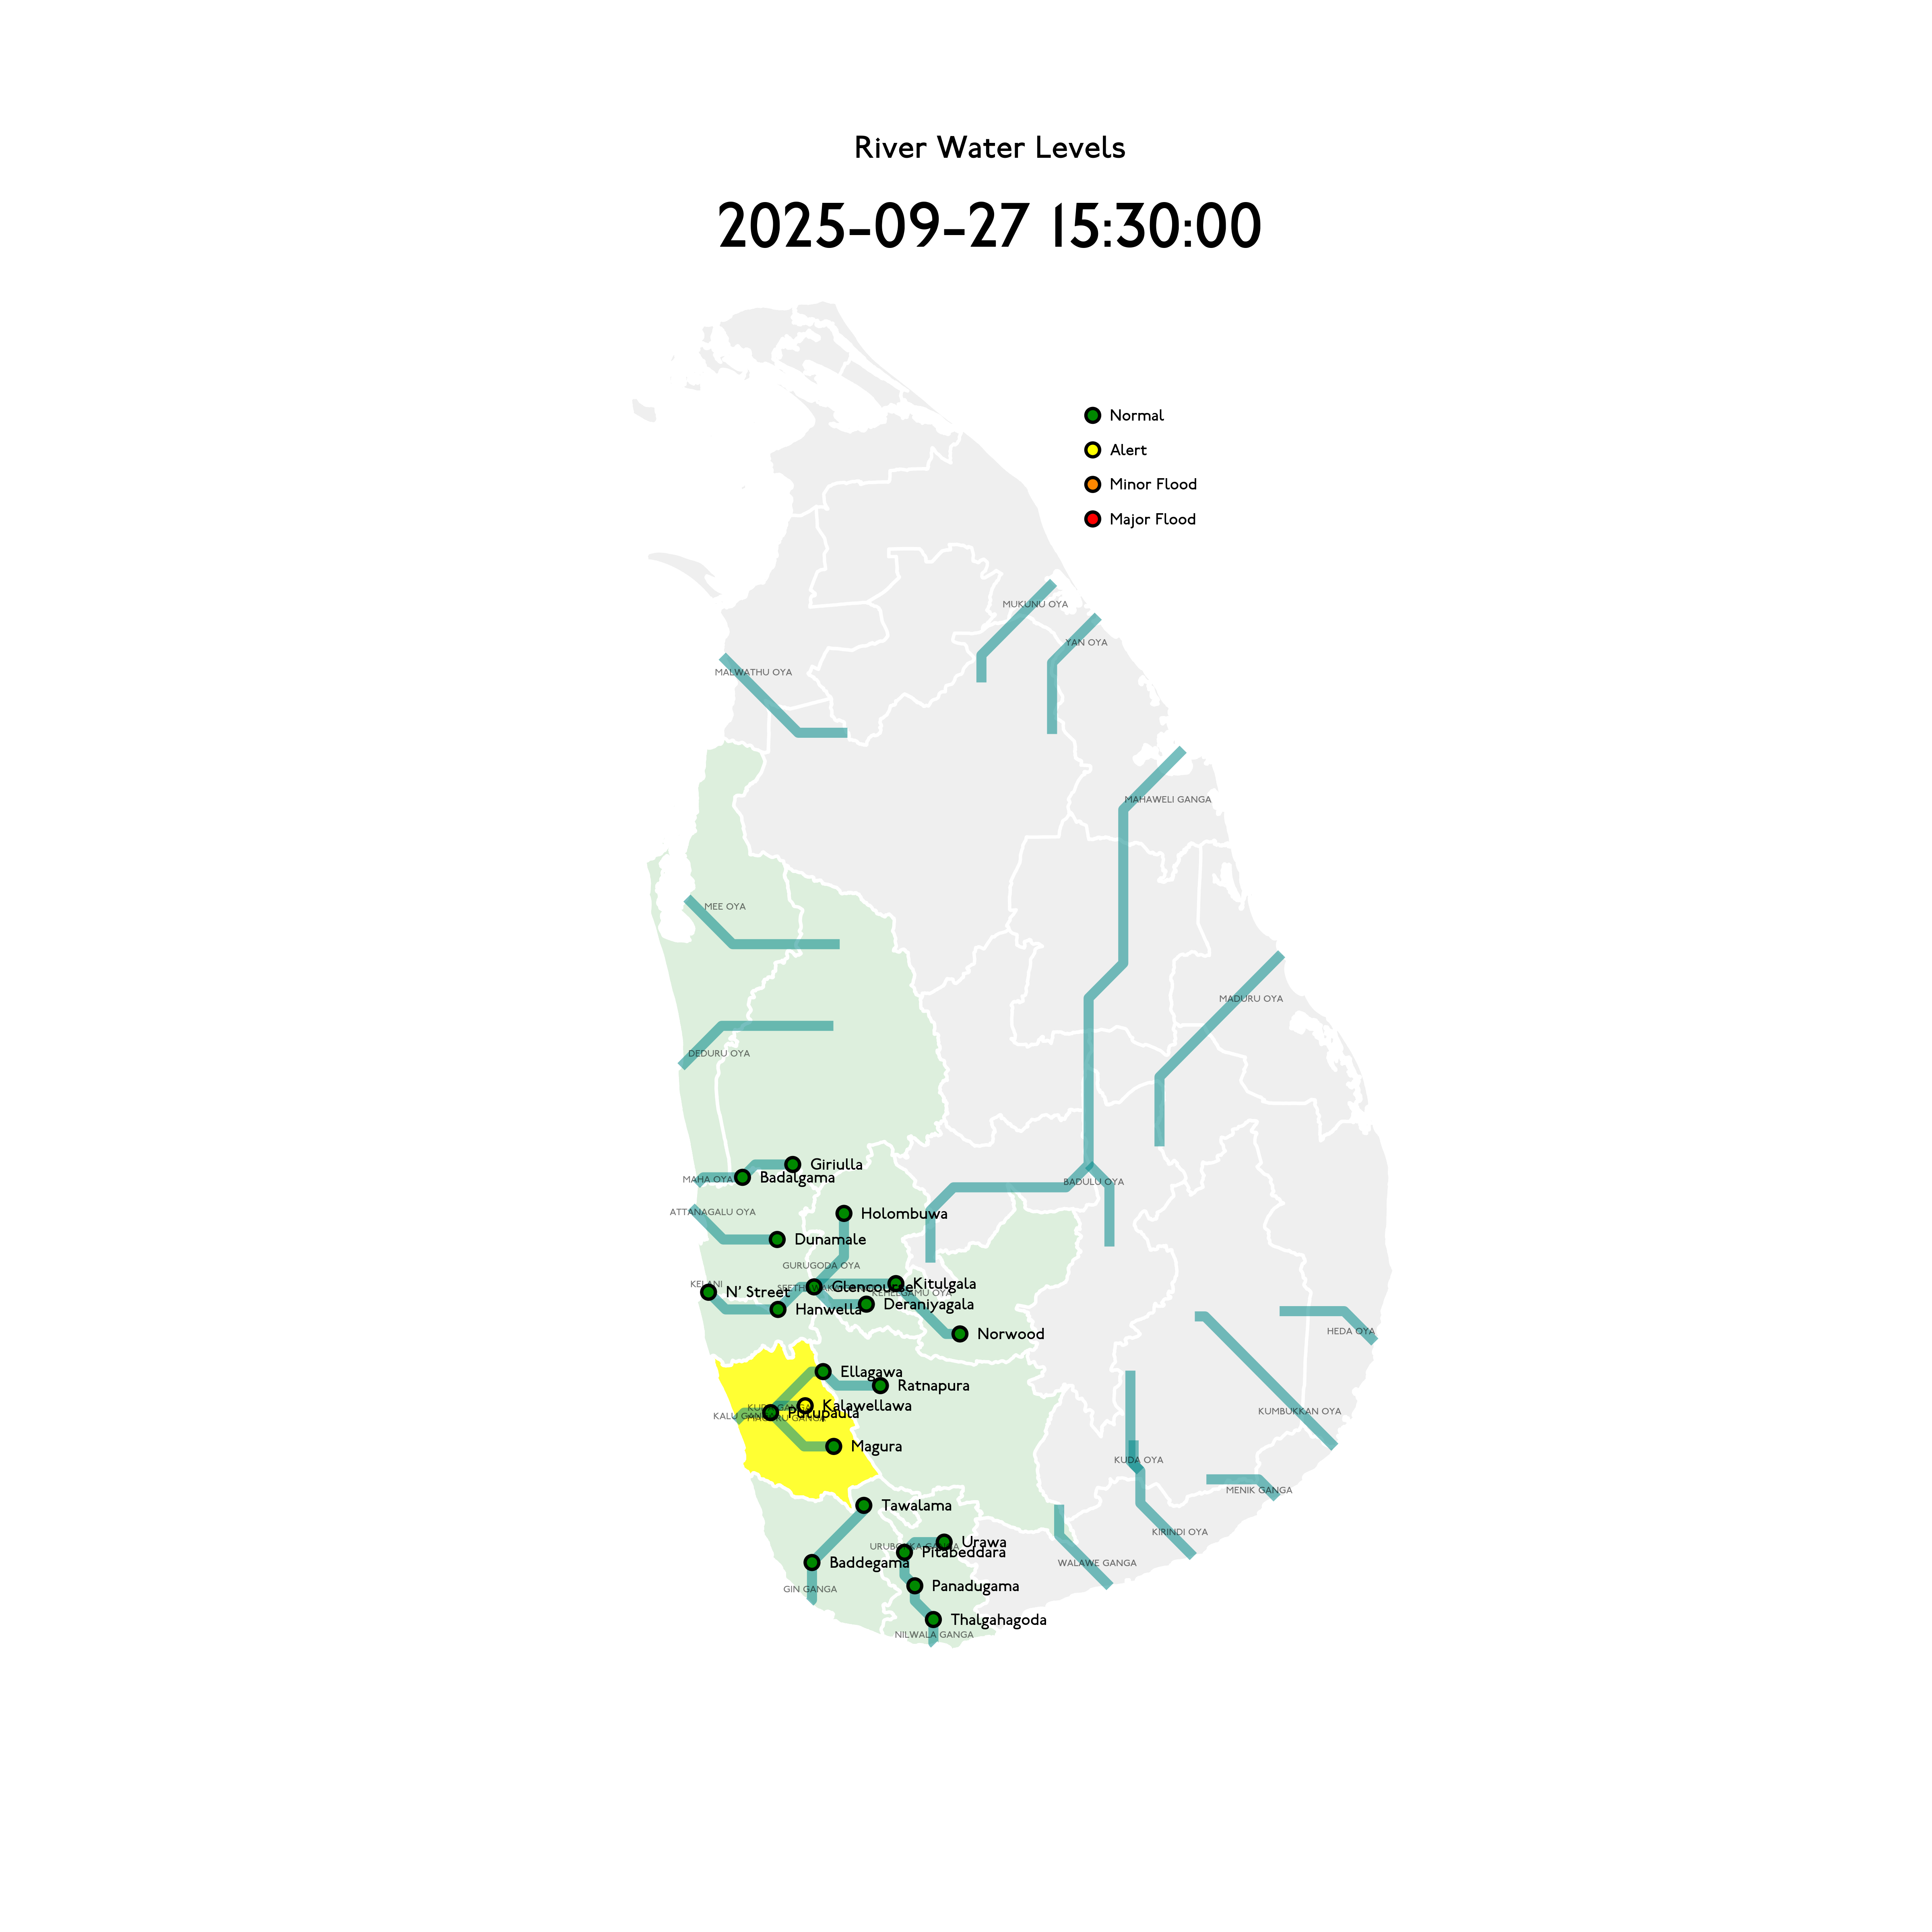 River Water Levels
2025-09-27 15:30:00
Normal
Alert
Minor Flood
Major Flood
MUKUNU OYA
YAN OYA
MALWATHU OYA
MAHAWELI GANGA
MEE OYA
MADURU OYA
DEDURU OYA
Giriulla
Badalgama
MAHA OYA
BADULU OYA
ATTANAGALU OYA
Holombuwa
Dunamale
GURUGODA OYA
KELANI
Kitulgala
Glencourse
N' Street
KEHELGAMU OYA
Deraniyagala
Hanwella
Norwood
HEDA OYA
Ellagawa
Ratnapura
Kalawellawa
KUMBUKKAN OYA
Putupaula
Magura
KUDA OYA
MENIK GANGA
Tawalama
KIRINDI OYA
Urawa
Pitabeddara
Baddegama
WALAWE GANGA
Panadugama
GIN GANGA
Thalgahagoda
NILWALA GANGA